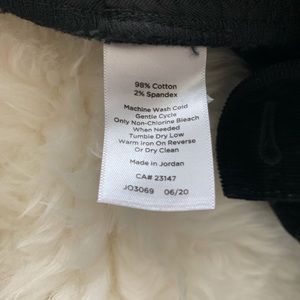 98% Cotton
2% Spandex
Machine Wash Cold
Gentle Cycle
Only Non-Chlorine Bleach
When Needed
Tumble Dry Low
Warm iron On Reverse
Or Dry Clean
Made in Jordan
CA# 23147
JO3069 06/20